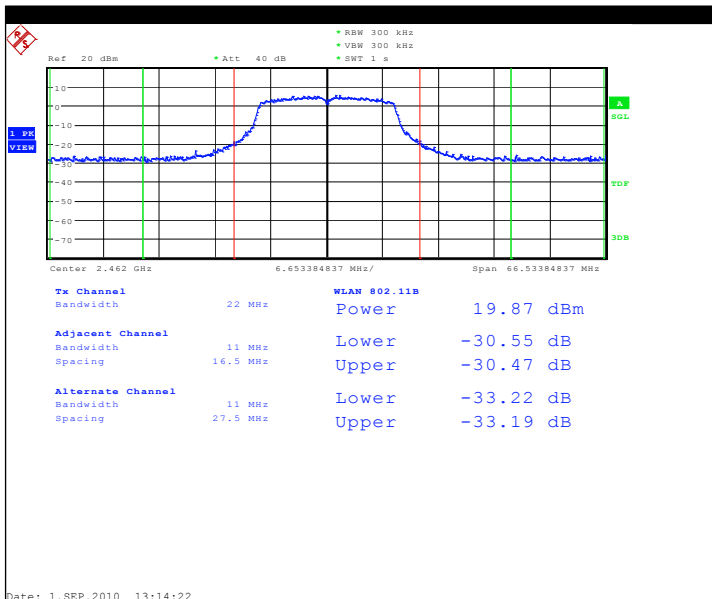 R S
* RBW 300 kHz
* VBW 300 kHz
Ref 20 dBm * Att 40 dB * SWT 1 s
10
0
-10
-20
-30
-40
-50
-60
-70
1 PK
VIEW
A
SGL
TDF
3DB
Center 2.462 GHz 6.653384837 MHz/ Span 66.53384837 MHz
Tx Channel WLAN 802.11B
Bandwidth 22 MHz Power 19.87 dBm
Adjacent Channel
Bandwidth 11 MHz Lower -30.55 dB
Spacing 16.5 MHz Upper -30.47 dB
Alternate Channel
Bandwidth 11 MHz Lower -33.22 dB
Spacing 27.5 MHz Upper -33.19 dB
Date: 1.SEP.2010 13:14:22